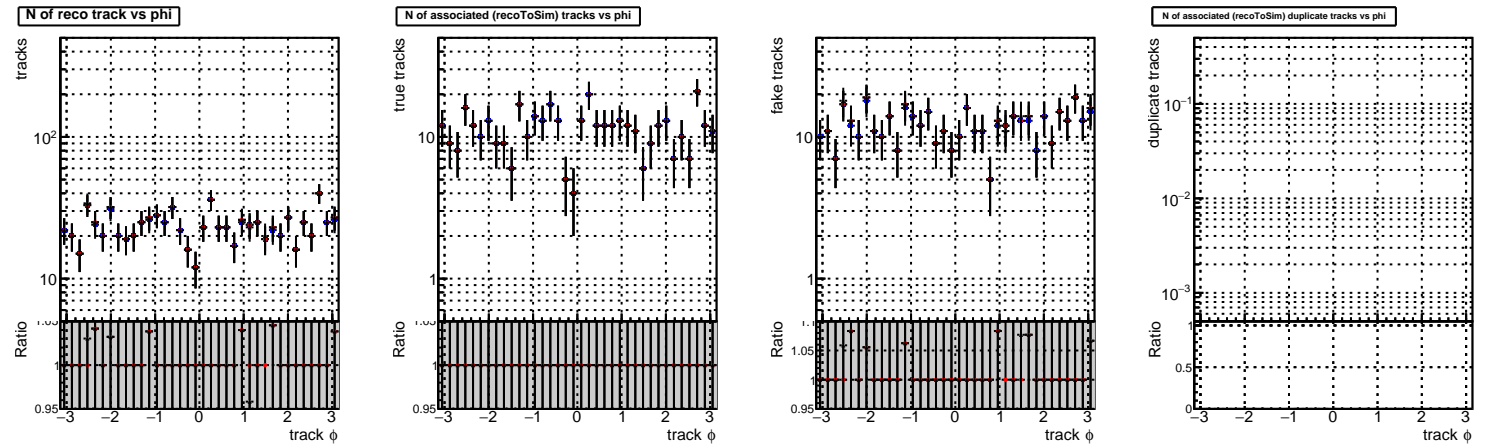 N of reco track vs phi
N of associated (recoToSim) tracks vs phi
N of associated (recoToSim) duplicate tracks vs phi
tracks
10²
10
Ratio
1
0.95
−3 −2 −1 0 1 2 3
track ϕ
true tracks
10
1
Ratio
1
0.95
−3 −2 −1 0 1 2 3
track ϕ
fake tracks
10
1
Ratio
1.1
1.05
1
0.95
−3 −2 −1 0 1 2 3
track ϕ
duplicate tracks
10⁻¹
10⁻²
10⁻³
Ratio
1
0.5
0
−3 −2 −1 0 1 2 3
track ϕ